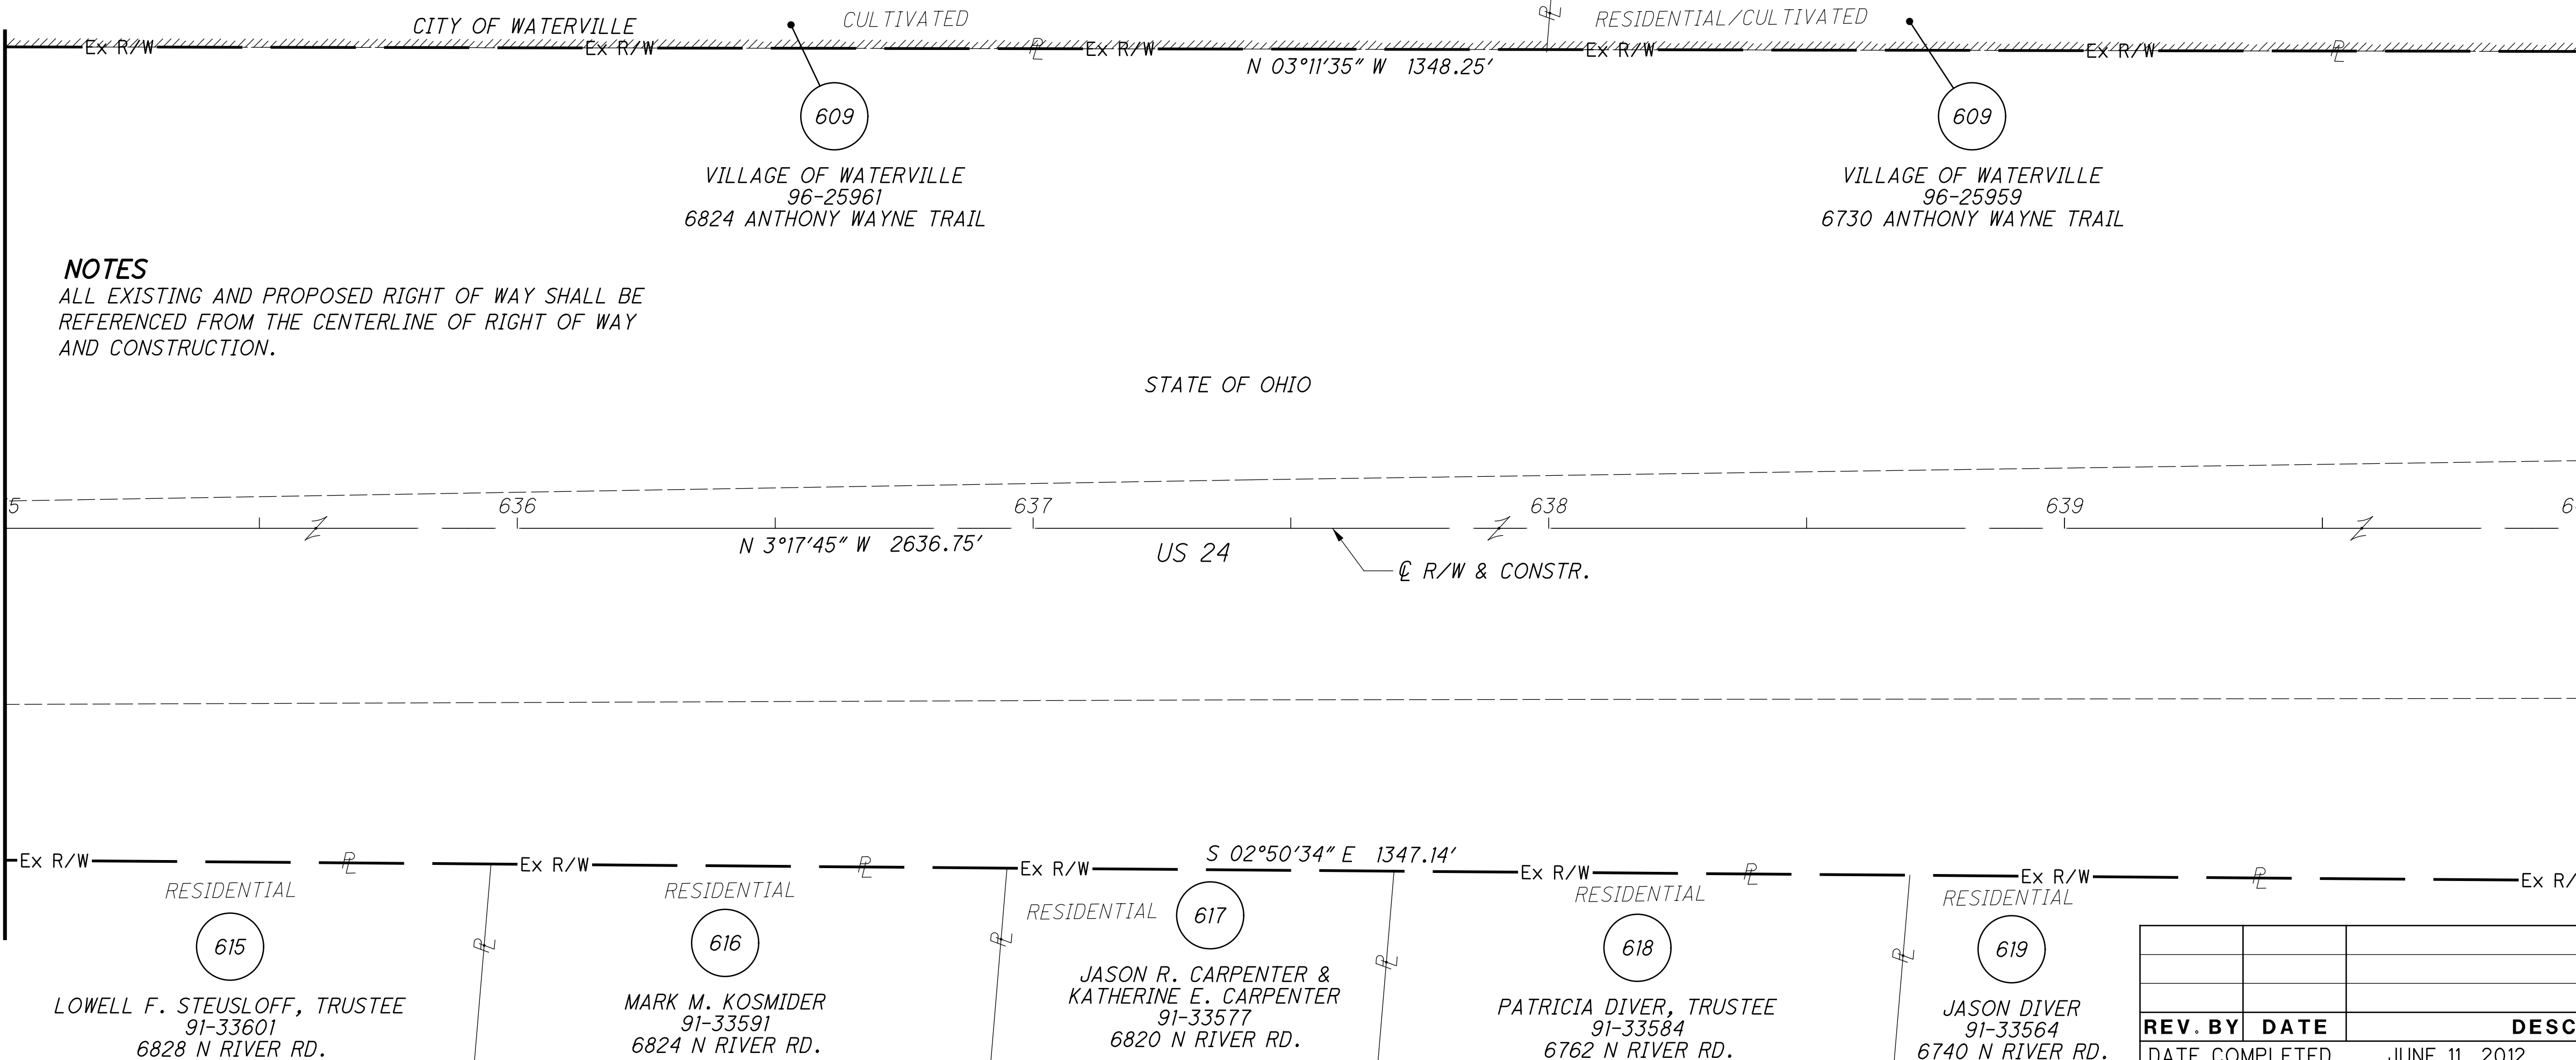 CITY OF WATERVILLE
CULTIVATED
RESIDENTIAL/CULTIVATED
Ex R/W Ex R/W Ex R/W Ex R/W Ex R/W
N 03°11'35" W 1348.25'
609
VILLAGE OF WATERVILLE
96-25961
6824 ANTHONY WAYNE TRAIL
609
VILLAGE OF WATERVILLE
96-25959
6730 ANTHONY WAYNE TRAIL
NOTES
ALL EXISTING AND PROPOSED RIGHT OF WAY SHALL BE
REFERENCED FROM THE CENTERLINE OF RIGHT OF WAY
AND CONSTRUCTION.
STATE OF OHIO
5 636 637 638 639 6
N 3°17'45" W 2636.75'
US 24
℄ R/W & CONSTR.
S 02°50'34" E 1347.14'
Ex R/W Ex R/W Ex R/W Ex R/W Ex R/W Ex R/
RESIDENTIAL
615
LOWELL F. STEUSLOFF, TRUSTEE
91-33601
6828 N RIVER RD.
RESIDENTIAL
616
MARK M. KOSMIDER
91-33591
6824 N RIVER RD.
RESIDENTIAL
617
JASON R. CARPENTER &
KATHERINE E. CARPENTER
91-33577
6820 N RIVER RD.
RESIDENTIAL
618
PATRICIA DIVER, TRUSTEE
91-33584
6762 N RIVER RD.
RESIDENTIAL
619
JASON DIVER
91-33564
6740 N RIVER RD.
REV. BY DATE DESC
DATE COMPLETED JUNE 11, 2012